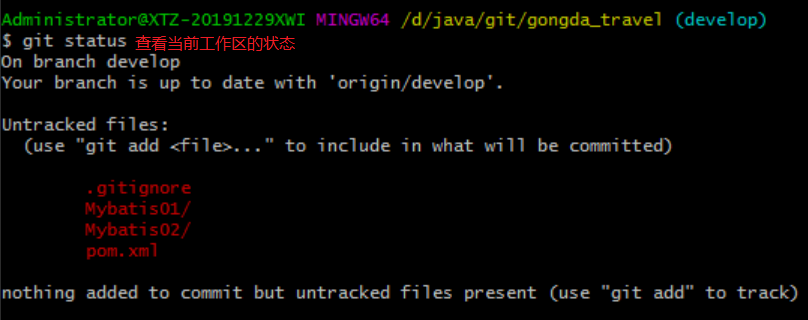 Administrator@XTZ-20191229XWI MINGW64 /d/java/git/gongda_travel (develop)
$ git status 查看当前工作区的状态
On branch develop
Your branch is up to date with 'origin/develop'.
Untracked files:
(use "git add <file>..." to include in what will be committed)
.gitignore
Mybatis01/
Mybatis02/
pom.xml
nothing added to commit but untracked files present (use "git add" to track)